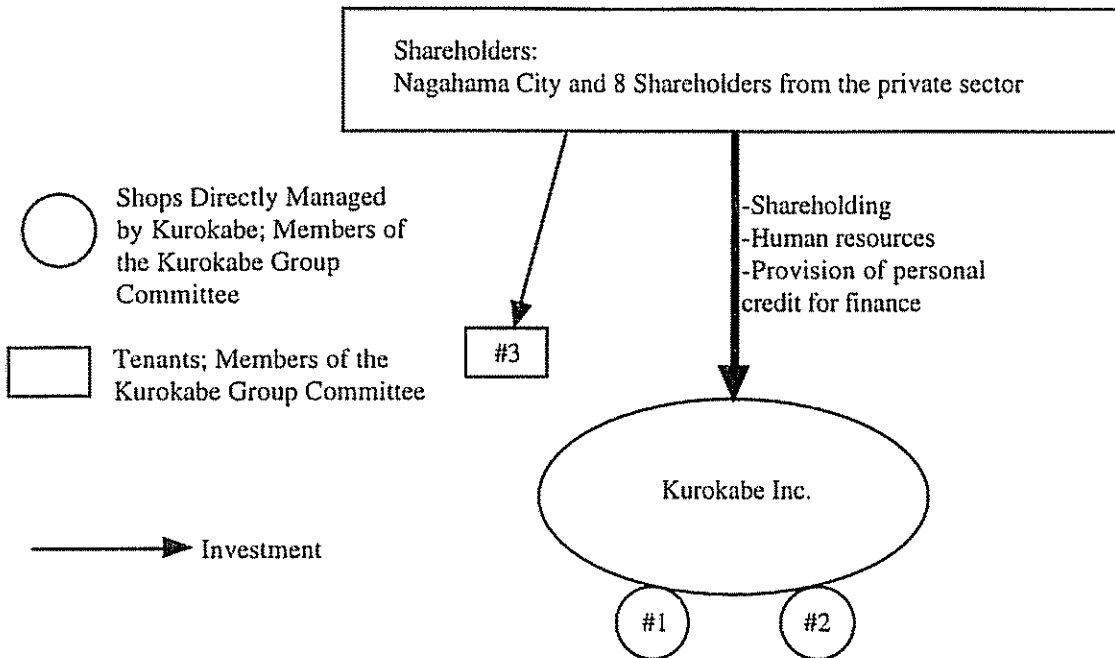 Shareholders:
Nagahama City and 8 Shareholders from the private sector
Shops Directly Managed
by Kurokabe; Members of
the Kurokabe Group
Committee
-Shareholding
-Human resources
-Provision of personal
credit for finance
#3
Tenants; Members of the
Kurokabe Group Committee
Kurokabe Inc.
Investment
#1
#2